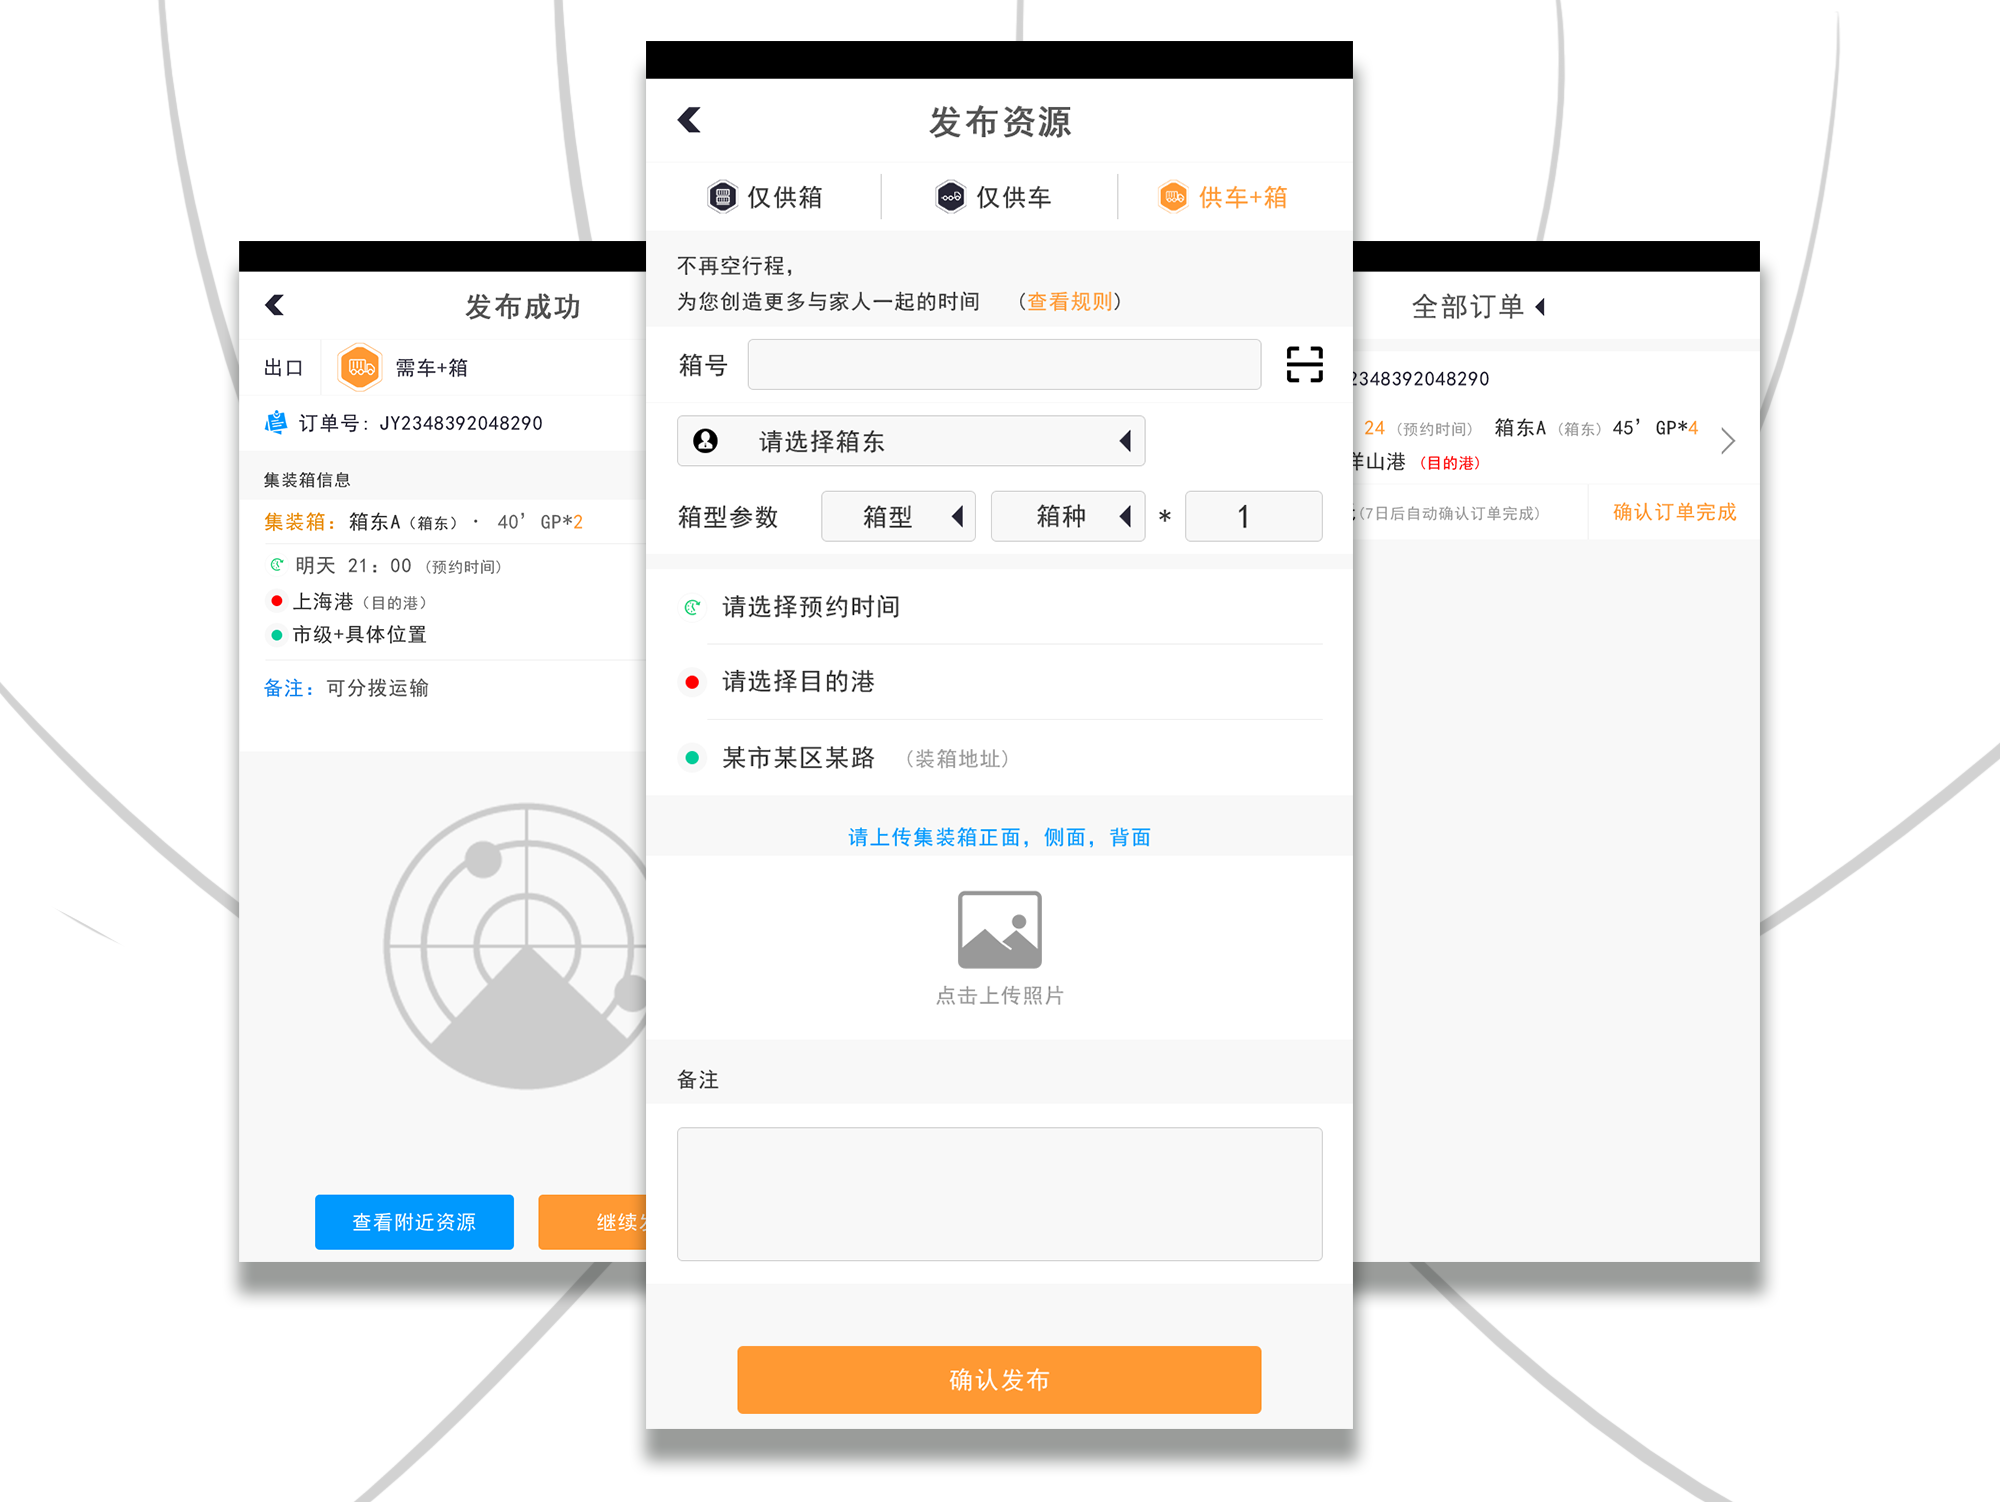 发布资源
仅供箱 仅供车 供车+箱
不再空行程，
为您创造更多与家人一起的时间 （查看规则）
箱号
请选择箱东
箱型参数 箱型 箱种 * 1
请选择预约时间
请选择目的港
某市某区某路 （装箱地址）
请上传集装箱正面，侧面，背面
点击上传照片
备注
确认发布
发布成功
出口 需车+箱
订单号：JY2348392048290
集装箱信息
集装箱：箱东A（箱东）· 40’ GP*2
明天 21：00 （预约时间）
上海港（目的港）
市级+具体位置
备注：可分拨运输
查看附近资源 继续
全部订单
2348392048290
24 （预约时间） 箱东A （箱东） 45’ GP*4
山港 （目的港）
(7日后自动确认订单完成） 确认订单完成